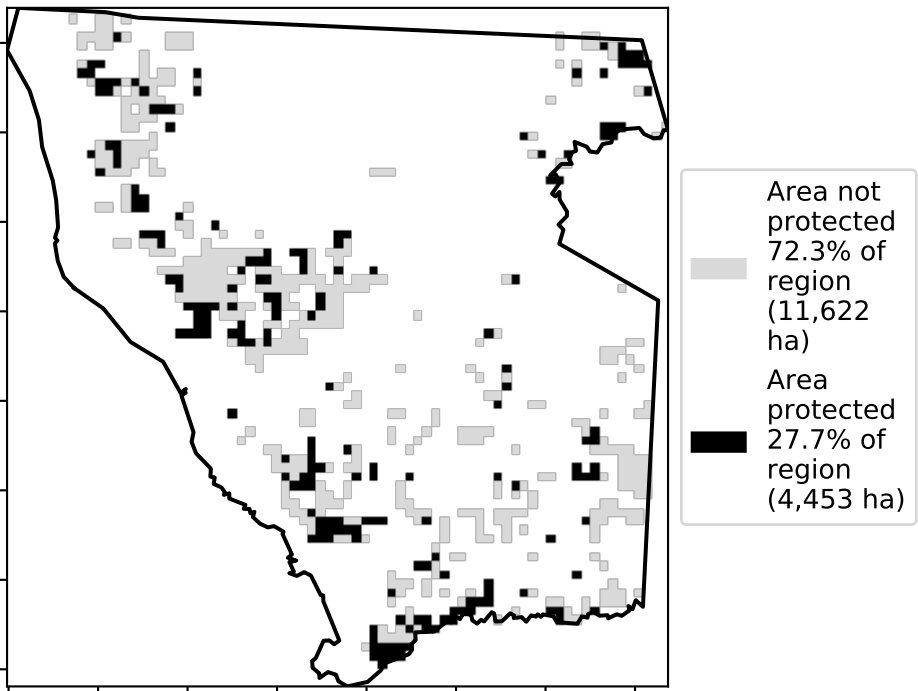 Area not
protected
72.3% of
region
(11,622
ha)
Area
protected
27.7% of
region
(4,453 ha)